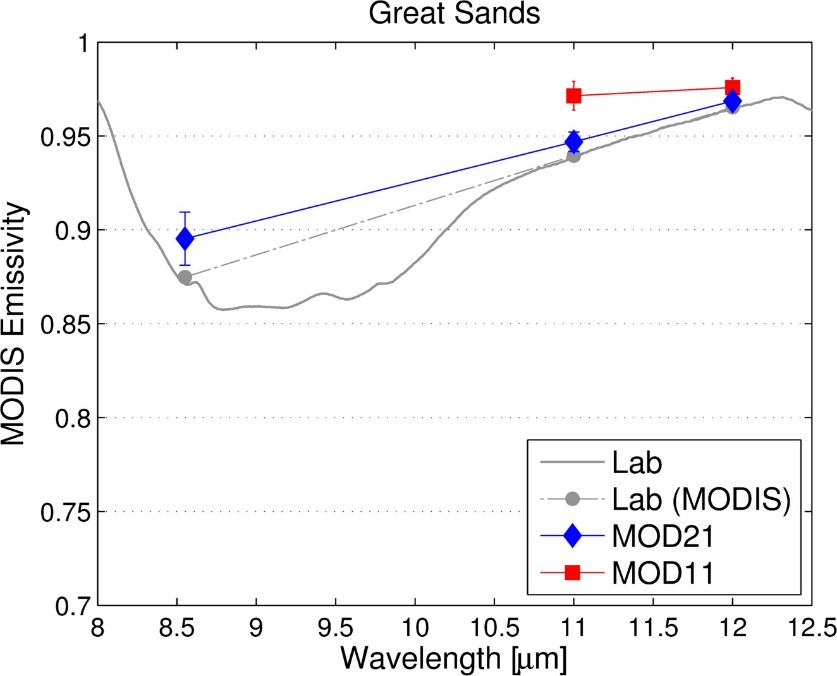 Great Sands
MODIS Emissivity
1
0.95
0.9
0.85
0.8
0.75
0.7
8
8.5
9
9.5
10
10.5
11
11.5
12
12.5
Wavelength [µm]
Lab
Lab (MODIS)
MOD21
MOD11